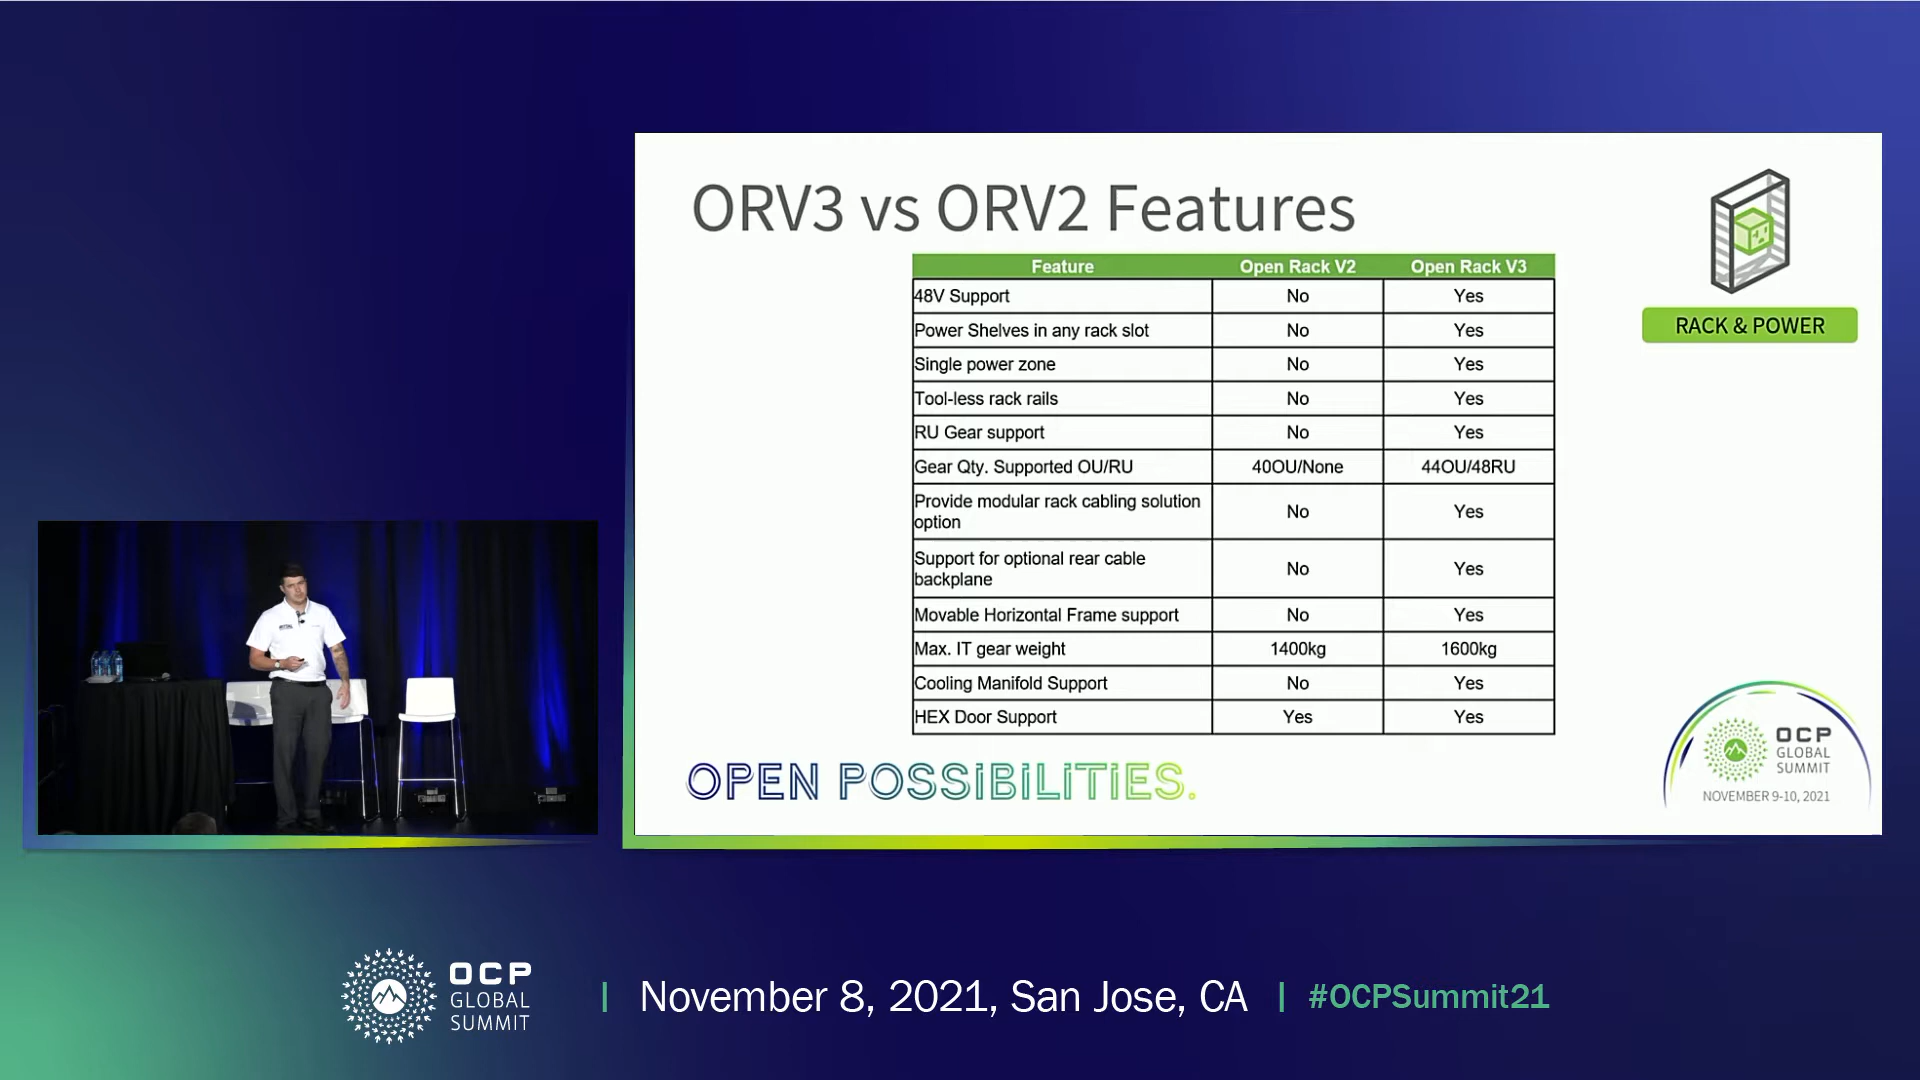 ORV3 vs ORV2 Features
Feature Open Rack V2 Open Rack V3
48V Support No Yes
Power Shelves in any rack slot No Yes
Single power zone No Yes
Tool-less rack rails No Yes
RU Gear support No Yes
Gear Qty. Supported OU/RU 40OU/None 44OU/48RU
Provide modular rack cabling solution
option No Yes
Support for optional rear cable
backplane No Yes
Movable Horizontal Frame support No Yes
Max. IT gear weight 1400kg 1600kg
Cooling Manifold Support No Yes
HEX Door Support Yes Yes
RACK & POWER
OPEN POSSiBiLiTiES.
OCP
GLOBAL
SUMMIT
NOVEMBER 9-10, 2021
OCP
GLOBAL
SUMMIT
| November 8, 2021, San Jose, CA | #OCPSummit21